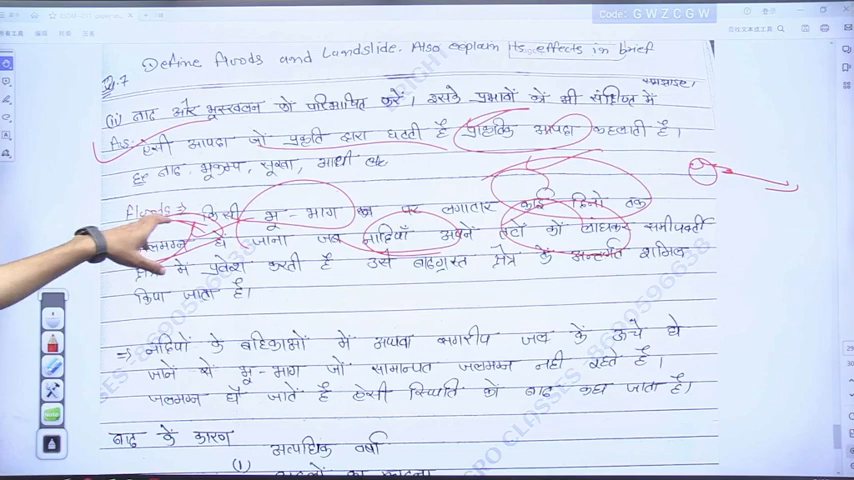 Code: G W Z C G W
Define floods and Landslide. Also explain its effects in brief
Q.7
(ii) बाढ़ और भूस्खलन को परिभाषित करें। इसके प्रभावों को भी संक्षिप्त में
Ans: ऐसी आपदा जो प्रकृति द्वारा घटती है प्राकृतिक आपदा कहलाती है।
बाढ़, भूकम्प, सूखा, आंधी etc
Floods ⇒ किसी भू-भाग पर लगातार कई दिनों तक
जलमग्न हो जाना जब नदियाँ अपने तटों को लांघकर समीपवर्ती
क्षेत्र में प्रवेश करती है उसे बाढ़ग्रस्त क्षेत्र के अन्तर्गत शामिल
किया जाता है।
⇒ नदियों के में अथवा जल के ऊँचे हो
जाने से भू-भाग जो सामान्यत जलमग्न नही रहते है।
जलमग्न हो जाते है ऐसी स्थिति को बाढ़ कहा जाता है।
बाढ़ के कारण
(1) अत्यधिक वर्षा
बादलों का फटना